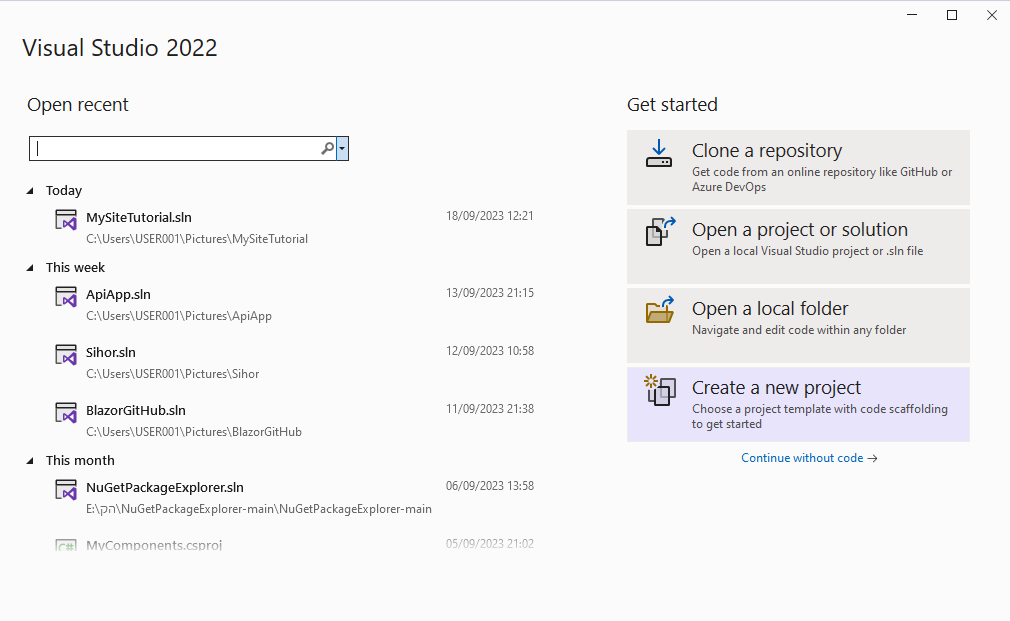 Visual Studio 2022
Open recent
Today
MySiteTutorial.sln 18/09/2023 12:21
C:\Users\USER001\Pictures\MySiteTutorial
This week
ApiApp.sln 13/09/2023 21:15
C:\Users\USER001\Pictures\ApiApp
Sihor.sln 12/09/2023 10:58
C:\Users\USER001\Pictures\Sihor
BlazorGitHub.sln 11/09/2023 21:38
C:\Users\USER001\Pictures\BlazorGitHub
This month
NuGetPackageExplorer.sln 06/09/2023 13:58
E:\הק\NuGetPackageExplorer-main\NuGetPackageExplorer-main
C# MyComponents.csproj 05/09/2023 21:02
Get started
Clone a repository
Get code from an online repository like GitHub or
Azure DevOps
Open a project or solution
Open a local Visual Studio project or .sln file
Open a local folder
Navigate and edit code within any folder
Create a new project
Choose a project template with code scaffolding
to get started
Continue without code →